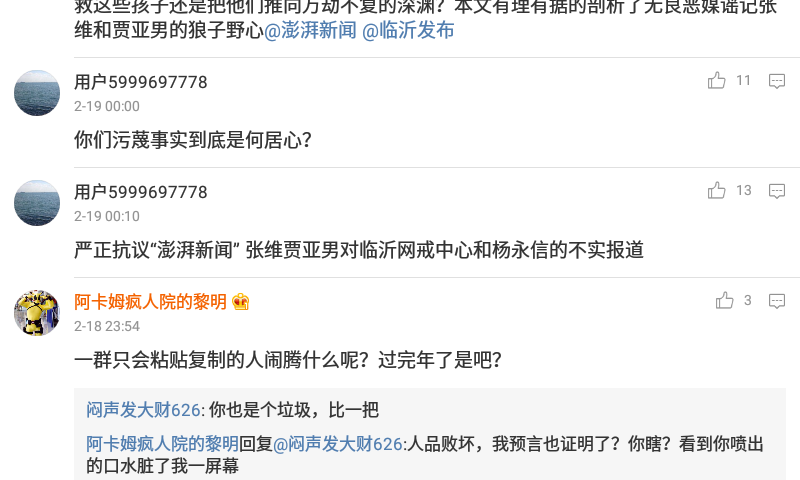 救这些孩子还是把他们推向万劫不复的深渊？本文有理有据的剖析了无良恶媒谣记张
维和贾亚男的狼子野心@澎湃新闻 @临沂发布
用户5999697778
11
2-19 00:00
你们污蔑事实到底是何居心？
用户5999697778
13
2-19 00:10
严正抗议“澎湃新闻” 张维贾亚男对临沂网戒中心和杨永信的不实报道
阿卡姆疯人院的黎明
3
2-18 23:54
一群只会粘贴复制的人闹腾什么呢？过完年了是吧？
闷声发大财626: 你也是个垃圾，比一把
阿卡姆疯人院的黎明回复@闷声发大财626:人品败坏，我预言也证明了？你瞎？看到你喷出
的口水脏了我一屏幕